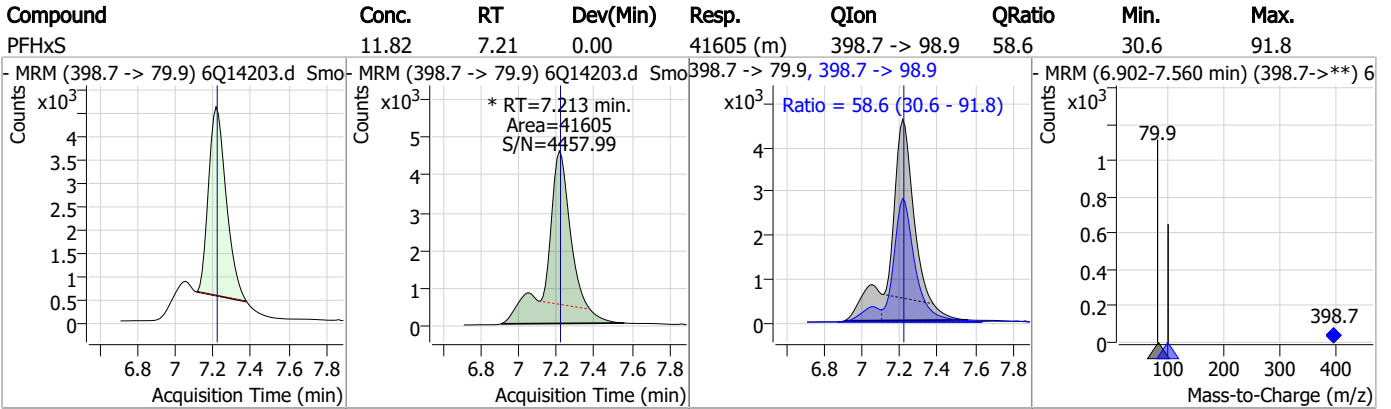 Compound Conc. RT Dev(Min) Resp. QIon QRatio Min. Max.
PFHxS 11.82 7.21 0.00 41605 (m) 398.7 -> 98.9 58.6 30.6 91.8
- MRM (398.7 -> 79.9) 6Q14203.d Smo
Counts
x10³
4
3.5
3
2.5
2
1.5
1
0.5
0
6.8 7 7.2 7.4 7.6 7.8
Acquisition Time (min)
- MRM (398.7 -> 79.9) 6Q14203.d Smo
Counts
x10³
* RT=7.213 min.
Area=41605
S/N=4457.99
5
4
3
2
1
0
6.8 7 7.2 7.4 7.6 7.8
Acquisition Time (min)
398.7 -> 79.9, 398.7 -> 98.9
Counts
x10³
Ratio = 58.6 (30.6 - 91.8)
4
3
2
1
0
6.8 7 7.2 7.4 7.6 7.8
Acquisition Time (min)
- MRM (6.902-7.560 min) (398.7->**) 6
Counts
x10³
79.9
1
0.8
0.6
0.4
0.2
0
398.7
100 200 300 400
Mass-to-Charge (m/z)